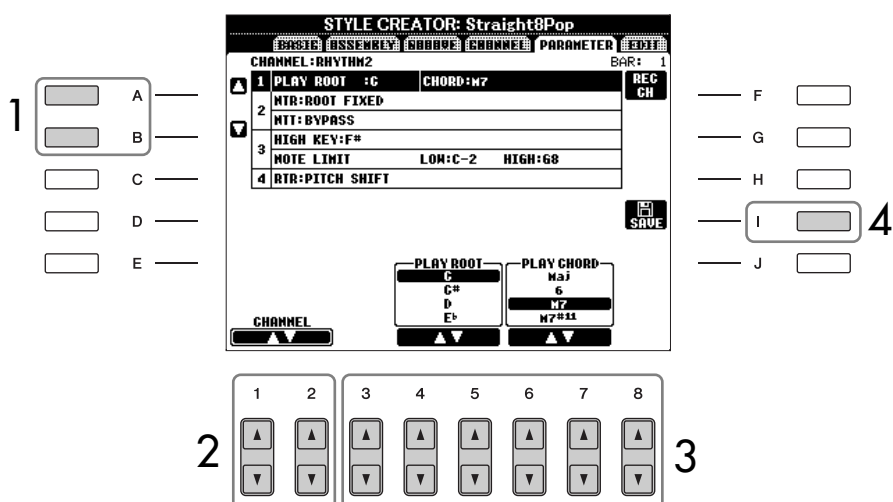 STYLE CREATOR: Straight8Pop
BASIC ASSEMBLY GROOVE CHANNEL PARAMETER EDIT
CHANNEL:RHYTHM2 BAR: 1
1 PLAY ROOT :C CHORD:M7 REC CH
2 NTR:ROOT FIXED
NTT:BYPASS
3 HIGH KEY:F#
NOTE LIMIT LOW:C-2 HIGH:G8
4 RTR:PITCH SHIFT
SAVE
1 A F
B G
C H
D I 4
E J
PLAY ROOT PLAY CHORD
C Maj
C# 6
D M7
E♭ M7#11
CHANNEL
1 2 3 4 5 6 7 8
2 3